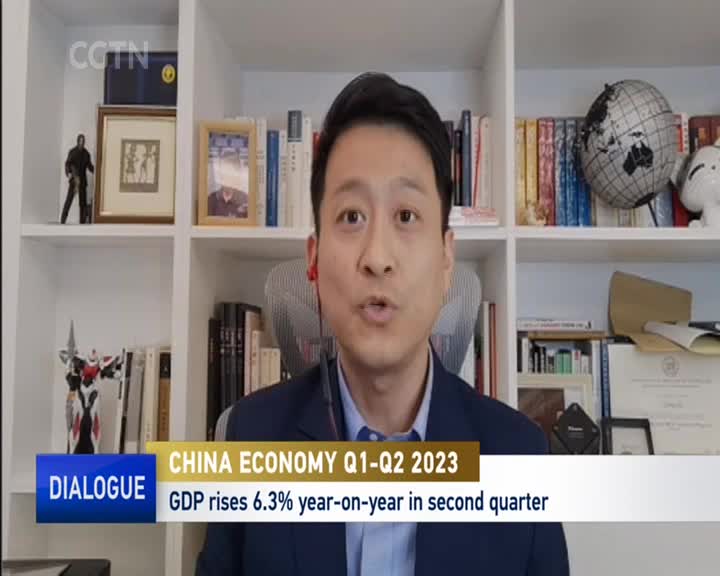 CGTN
CHINA ECONOMY Q1-Q2 2023
DIALOGUE
GDP rises 6.3% year-on-year in second quarter